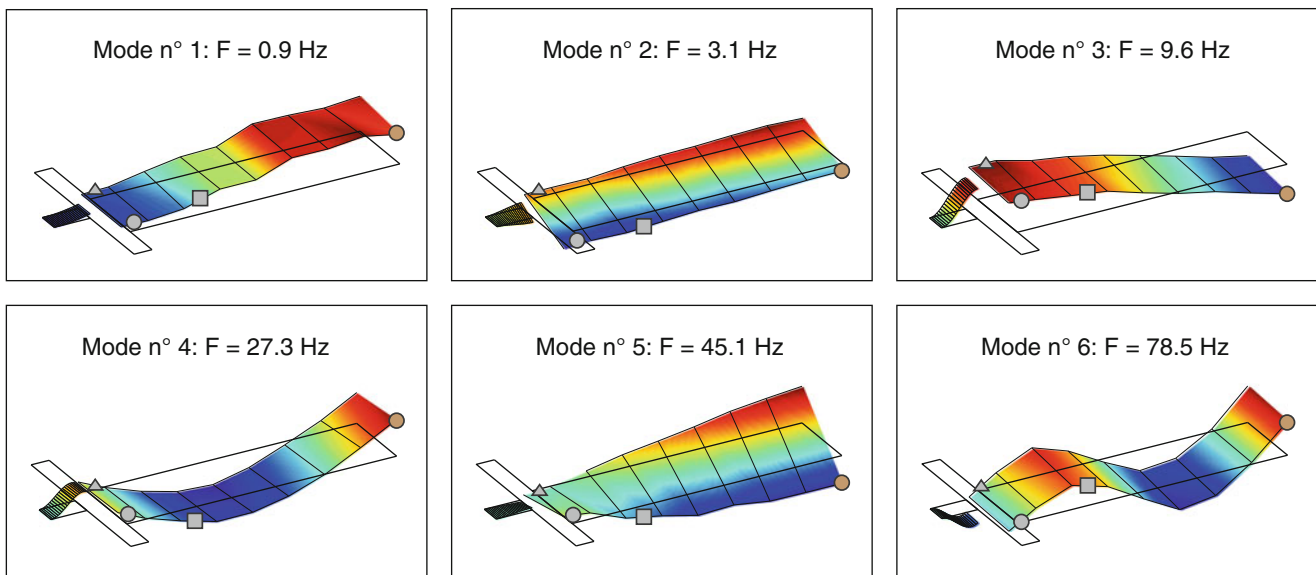 Mode n° 1: F = 0.9 Hz
Mode n° 2: F = 3.1 Hz
Mode n° 3: F = 9.6 Hz
Mode n° 4: F = 27.3 Hz
Mode n° 5: F = 45.1 Hz
Mode n° 6: F = 78.5 Hz